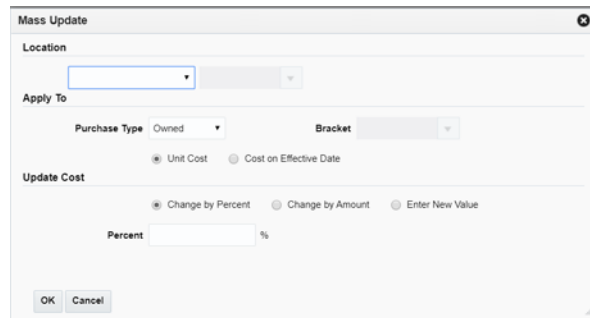 Mass Update
Location
Apply To
Purchase Type Owned Bracket
Unit Cost Cost on Effective Date
Update Cost
Change by Percent Change by Amount Enter New Value
Percent %
OK Cancel